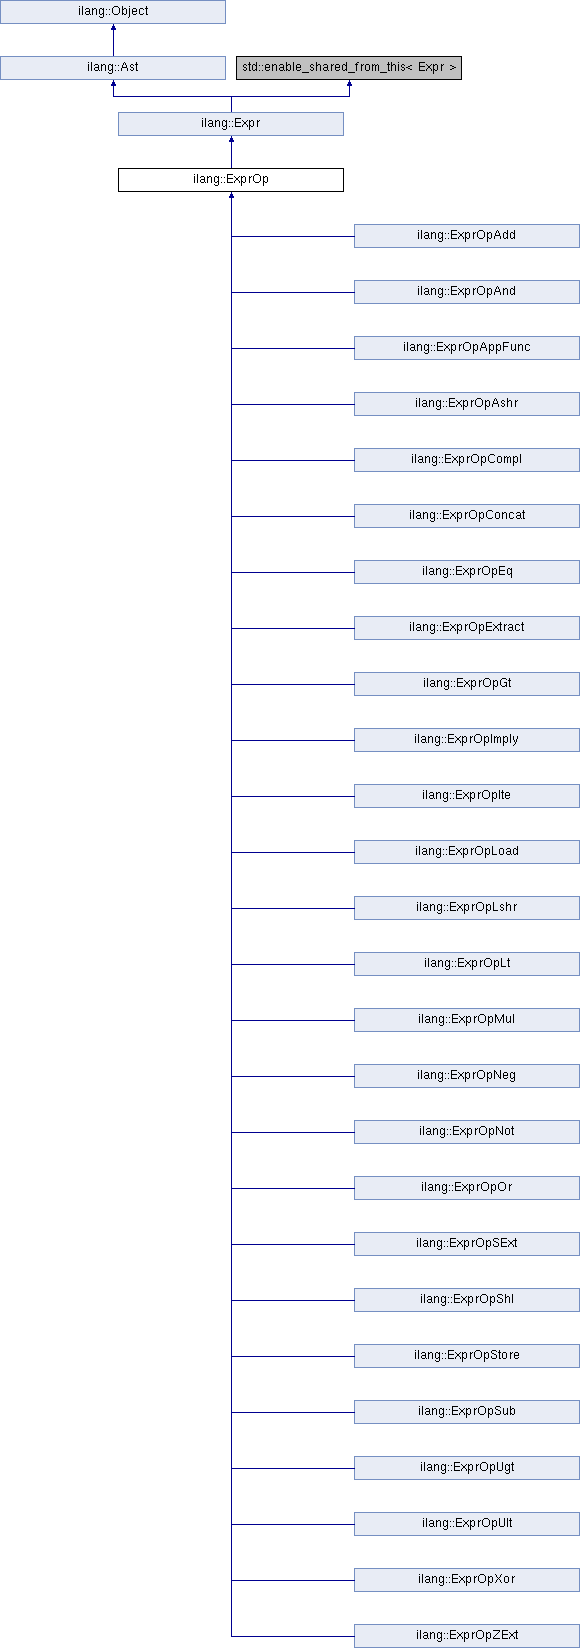 ilang::Object
ilang::Ast
std::enable_shared_from_this< Expr >
ilang::Expr
ilang::ExprOp
ilang::ExprOpAdd
ilang::ExprOpAnd
ilang::ExprOpAppFunc
ilang::ExprOpAshr
ilang::ExprOpCompl
ilang::ExprOpConcat
ilang::ExprOpEq
ilang::ExprOpExtract
ilang::ExprOpGt
ilang::ExprOpImply
ilang::ExprOpIte
ilang::ExprOpLoad
ilang::ExprOpLshr
ilang::ExprOpLt
ilang::ExprOpMul
ilang::ExprOpNeg
ilang::ExprOpNot
ilang::ExprOpOr
ilang::ExprOpSExt
ilang::ExprOpShl
ilang::ExprOpStore
ilang::ExprOpSub
ilang::ExprOpUgt
ilang::ExprOpUlt
ilang::ExprOpXor
ilang::ExprOpZExt